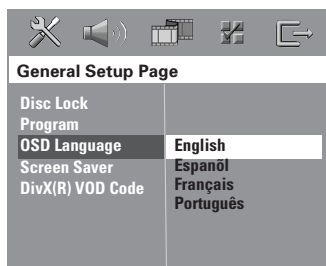 General Setup Page
Disc Lock
Program
OSD Language
Screen Saver
DivX(R) VOD Code
English
Espanõl
Français
Português